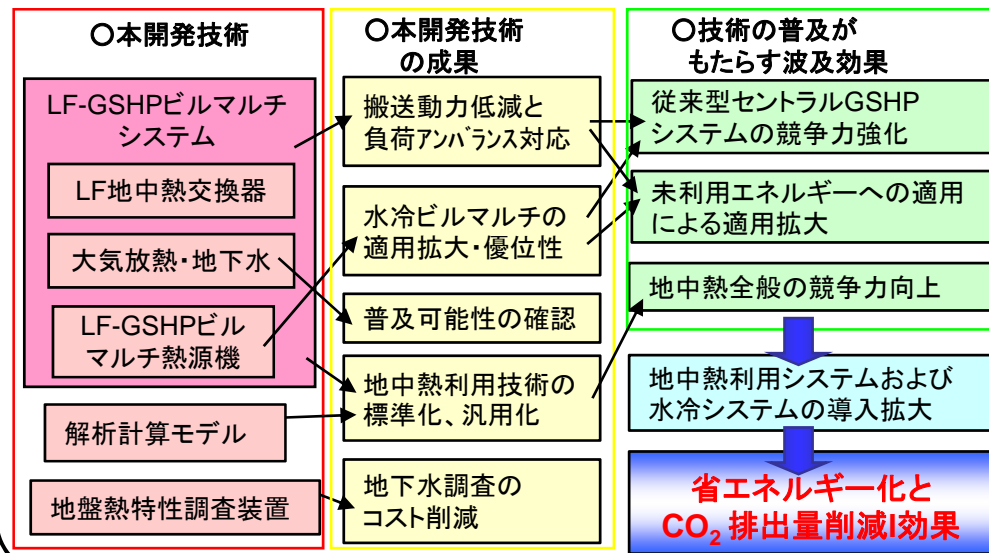 〇本開発技術
LF-GSHPビルマルチ
システム
LF地中熱交換器
大気放熱・地下水
LF-GSHPビル
マルチ熱源機
解析計算モデル
地盤熱特性調査装置
〇本開発技術
の成果
搬送動力低減と
負荷アンバランス対応
水冷ビルマルチの
適用拡大・優位性
普及可能性の確認
地中熱利用技術の
標準化、汎用化
地下水調査の
コスト削減
〇技術の普及が
もたらす波及効果
従来型セントラルGSHP
システムの競争力強化
未利用エネルギーへの適用
による適用拡大
地中熱全般の競争力向上
地中熱利用システムおよび
水冷システムの導入拡大
省エネルギー化と
CO₂排出量削減I効果